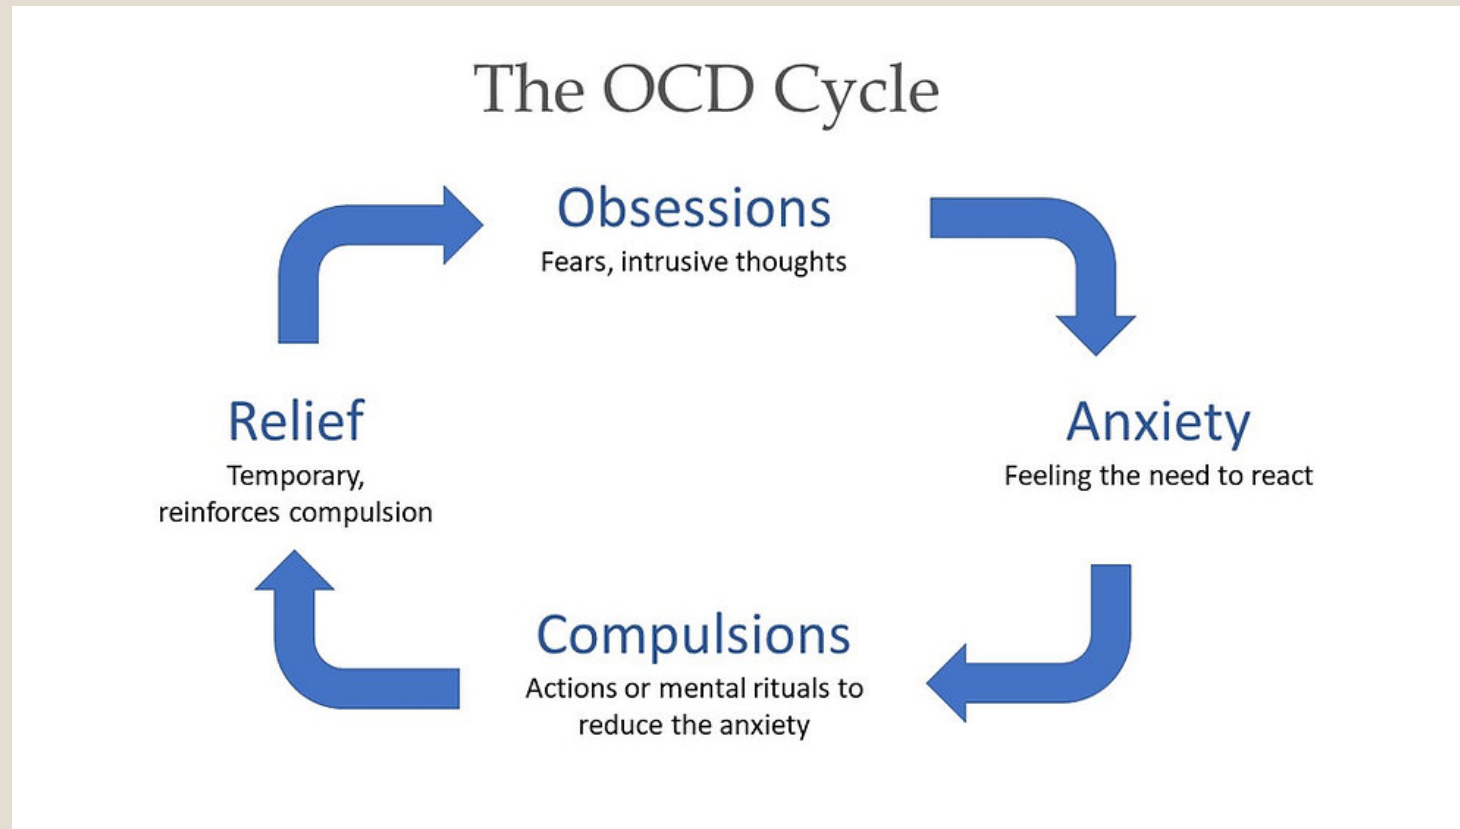 The OCD Cycle
Obsessions
Fears, intrusive thoughts
Anxiety
Feeling the need to react
Compulsions
Actions or mental rituals to
reduce the anxiety
Relief
Temporary,
reinforces compulsion